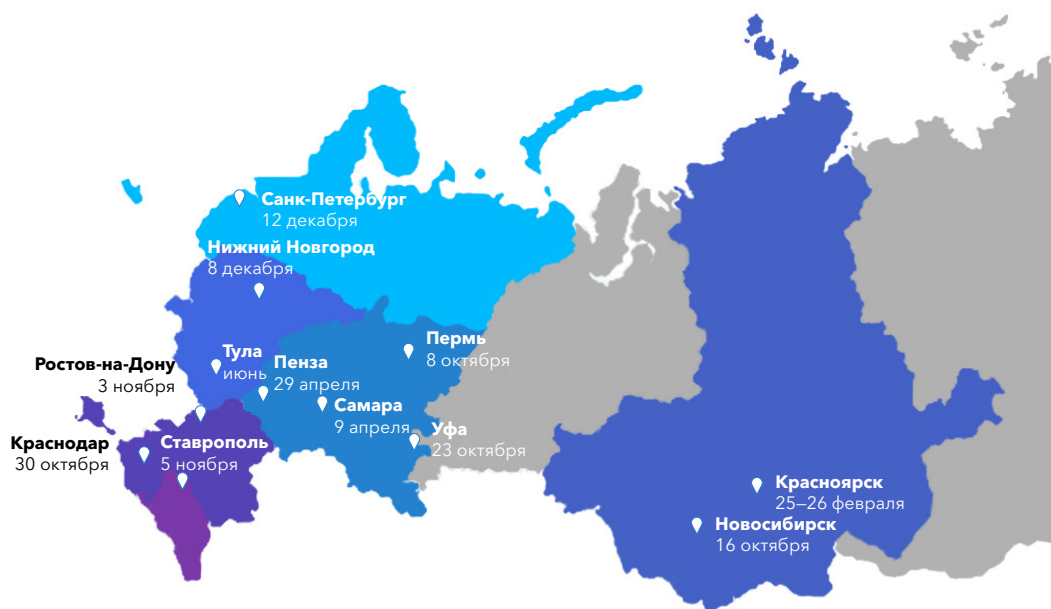 Санк-Петербург
12 декабря
Нижний Новгород
8 декабря
Пермь
8 октября
Тула
июнь
Ростов-на-Дону
3 ноября
Пенза
29 апреля
Самара
9 апреля
Уфа
23 октября
Краснодар
30 октября
Ставрополь
5 ноября
Красноярск
25—26 февраля
Новосибирск
16 октября